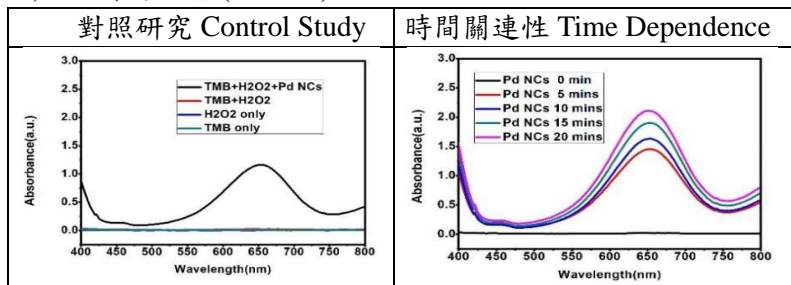 對照研究 Control Study
時間關連性 Time Dependence
3.0
2.5
2.0
1.5
1.0
0.5
0.0
Absorbance(a.u.)
TMB+H2O2+Pd NCs
TMB+H2O2
H2O2 only
TMB only
400 450 500 550 600 650 700 750 800
Wavelength(nm)
3.0
2.5
2.0
1.5
1.0
0.5
0.0
Absorbance(a.u.)
Pd NCs 0 min
Pd NCs 5 mins
Pd NCs 10 mins
Pd NCs 15 mins
Pd NCs 20 mins
400 450 500 550 600 650 700 750 800
Wavelength(nm)